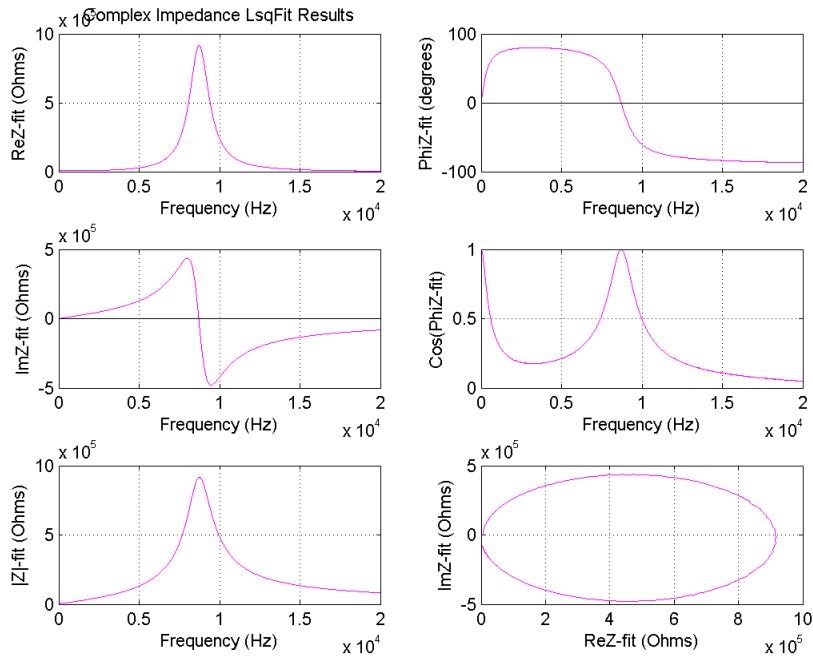 Complex Impedance LsqFit Results
x 10^5
10
5
0
ReZ-fit (Ohms)
0 0.5 1 1.5 2
Frequency (Hz)
x 10^4
100
0
-100
PhiZ-fit (degrees)
0 0.5 1 1.5 2
Frequency (Hz)
x 10^4
x 10^5
5
0
-5
ImZ-fit (Ohms)
0 0.5 1 1.5 2
Frequency (Hz)
x 10^4
1
0.5
0
Cos(PhiZ-fit)
0 0.5 1 1.5 2
Frequency (Hz)
x 10^4
x 10^5
10
5
0
|Z|-fit (Ohms)
0 0.5 1 1.5 2
Frequency (Hz)
x 10^4
x 10^5
5
0
-5
ImZ-fit (Ohms)
0 2 4 6 8 10
ReZ-fit (Ohms)
x 10^5